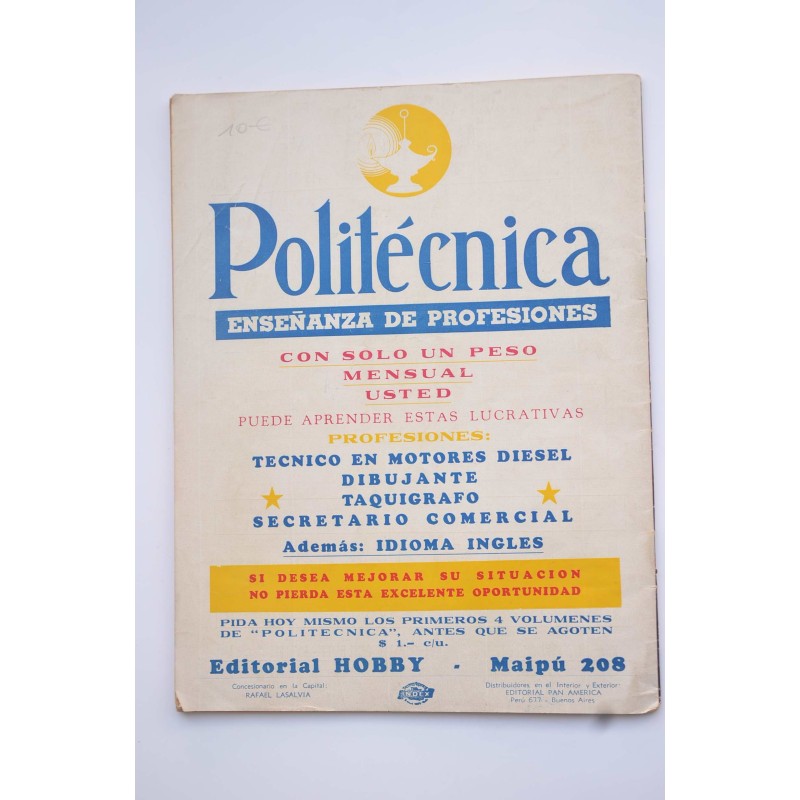 10-€
Politécnica
ENSEÑANZA DE PROFESIONES
CON SOLO UN PESO
MENSUAL
USTED
PUEDE APRENDER ESTAS LUCRATIVAS
PROFESIONES:
TECNICO EN MOTORES DIESEL
DIBUJANTE
TAQUIGRAFO
SECRETARIO COMERCIAL
Además: IDIOMA INGLES
SI DESEA MEJORAR SU SITUACION
NO PIERDA ESTA EXCELENTE OPORTUNIDAD
PIDA HOY MISMO LOS PRIMEROS 4 VOLUMENES
DE "POLITECNICA", ANTES QUE SE AGOTEN
$ 1.- c/u.
Editorial HOBBY - Maipú 208
Concesionario en la Capital:
RAFAEL LASALVIA
INDEX
Distribuidores en el Interior y Exterior:
EDITORIAL PAN AMERICA
Perú 677 - Buenos Aires